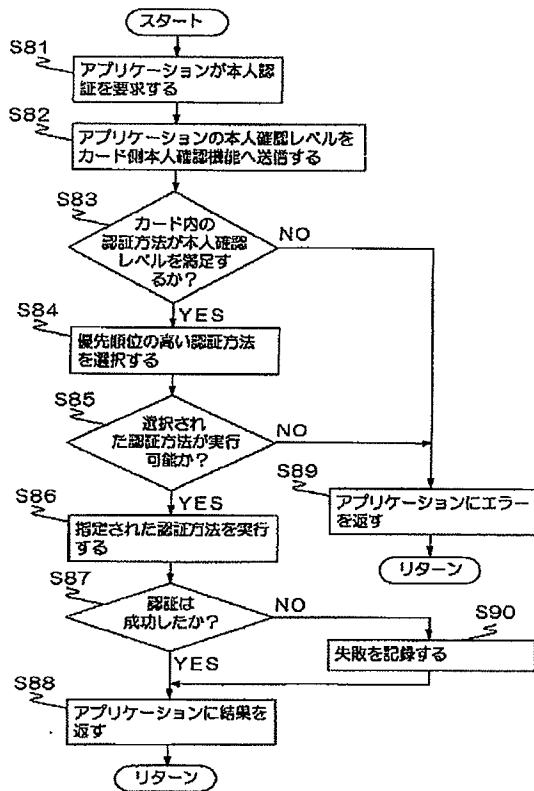 スタート
S81
アプリケーションが本人認
証を要求する
S82
アプリケーションの本人確認レベルを
カード側本人確認機能へ送信する
S83
カード内の
認証方法が本人確認
レベルを満足す
るか?
NO
YES
S84
優先順位の高い認証方法
を選択する
S85
選択され
た認証方法が実行
可能か?
NO
YES
S89
アプリケーションにエラー
を返す
リターン
S86
指定された認証方法を実行
する
S87
認証は
成功したか?
NO
YES
S90
失敗を記録する
S88
アプリケーションに結果を
返す
リターン